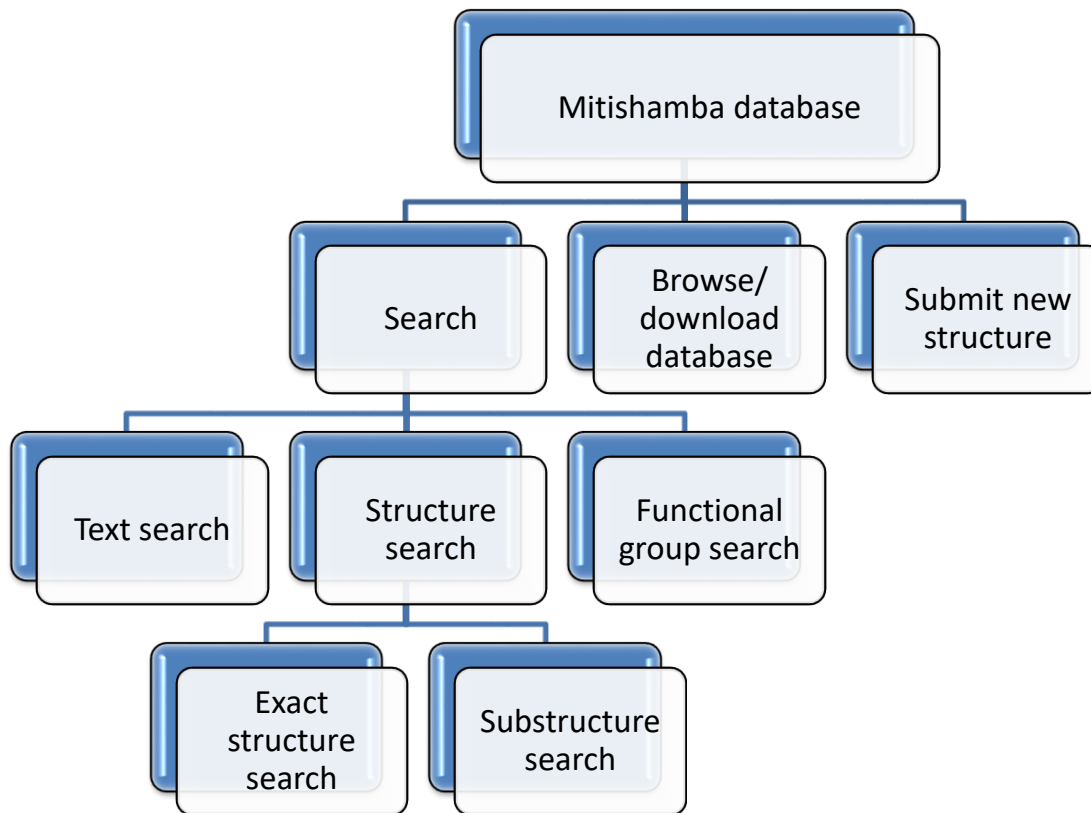 Mitishamba database
Search
Browse/
download
database
Submit new
structure
Text search
Structure
search
Functional
group search
Exact
structure
search
Substructure
search